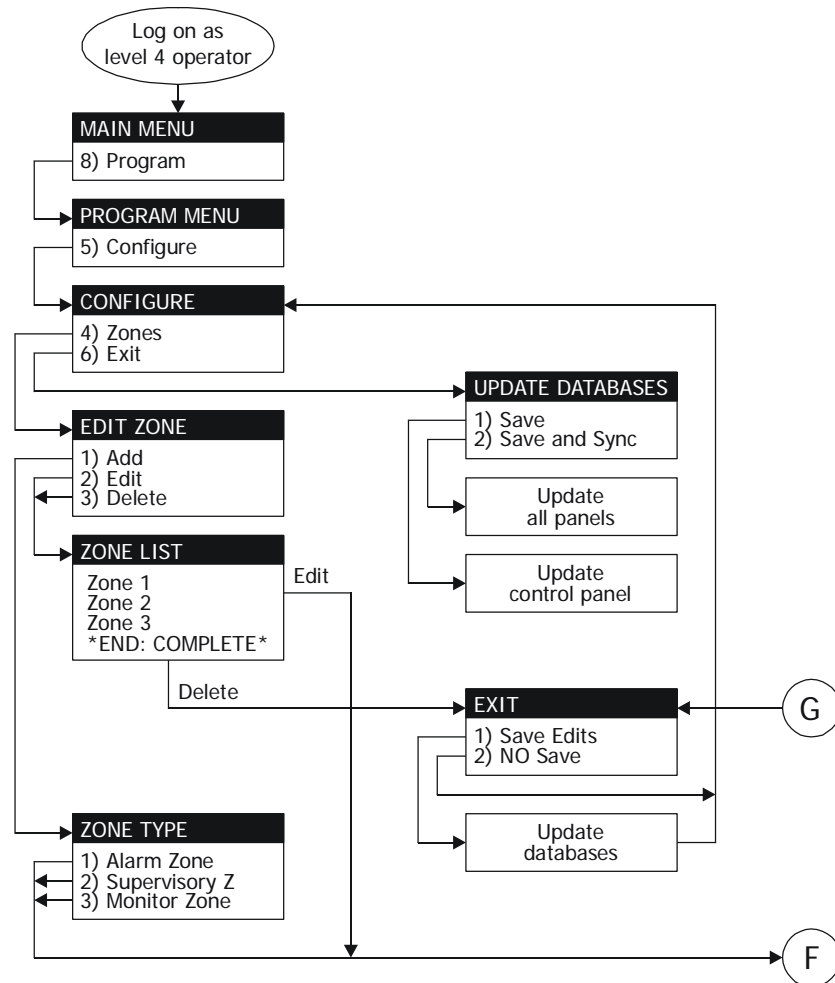 Log on as
level 4 operator
MAIN MENU
8) Program
PROGRAM MENU
5) Configure
CONFIGURE
4) Zones
6) Exit
UPDATE DATABASES
1) Save
2) Save and Sync
Update
all panels
Update
control panel
EDIT ZONE
1) Add
2) Edit
3) Delete
ZONE LIST
Zone 1
Zone 2
Zone 3
*END: COMPLETE*
Edit
Delete
EXIT
1) Save Edits
2) NO Save
Update
databases
G
ZONE TYPE
1) Alarm Zone
2) Supervisory Z
3) Monitor Zone
F